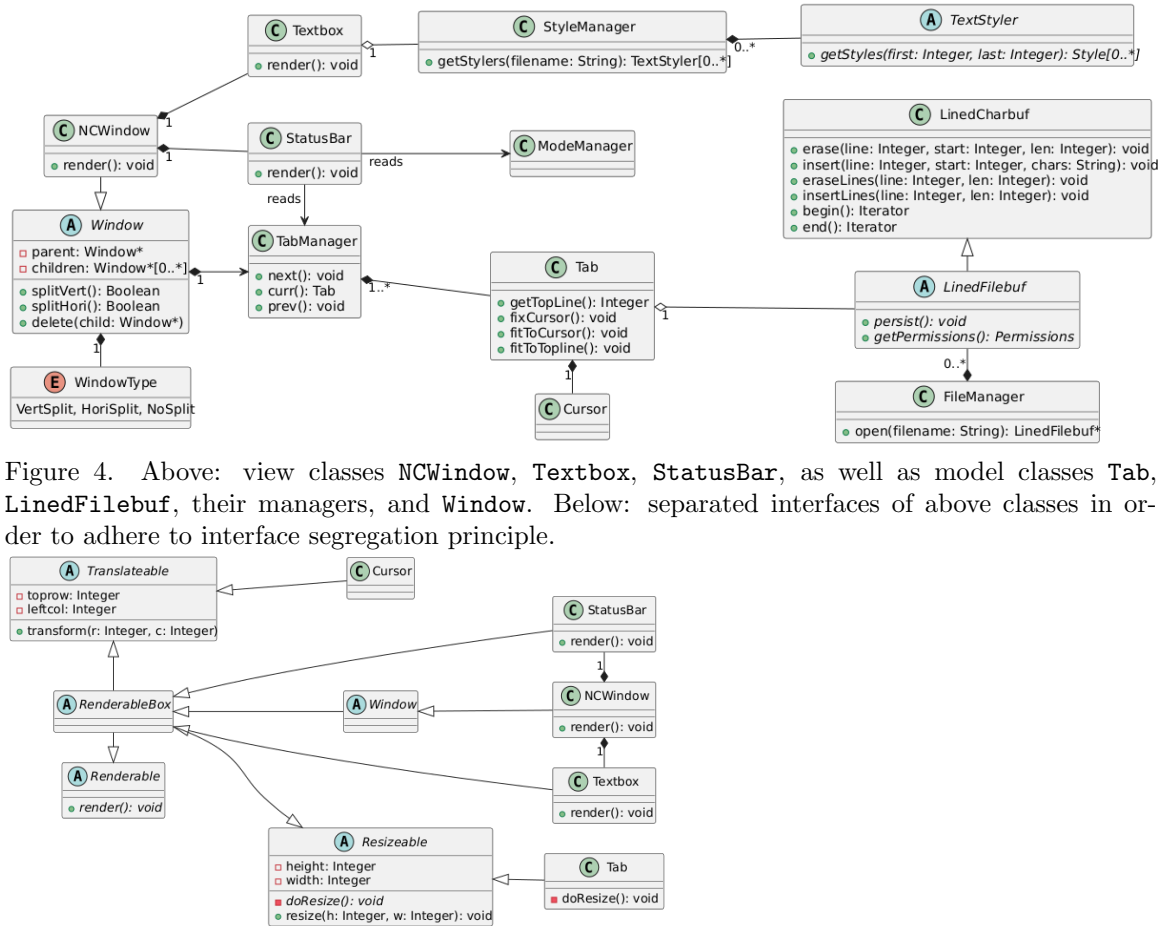 C Textbox
render(): void
1
C StyleManager
getStylers(filename: String): TextStyler[0..*]
0..*
A TextStyler
getStyles(first: Integer, last: Integer): Style[0..*]
C NCWindow
render(): void
1
1
C StatusBar
render(): void
reads
reads
C ModeManager
C LinedCharbuf
erase(line: Integer, start: Integer, len: Integer): void
insert(line: Integer, start: Integer, chars: String): void
eraseLines(line: Integer, len: Integer): void
insertLines(line: Integer, len: Integer): void
begin(): Iterator
end(): Iterator
A Window
parent: Window*
children: Window*[0..*]
splitVert(): Boolean
splitHori(): Boolean
delete(child: Window*)
1
1
C TabManager
next(): void
curr(): Tab
prev(): void
1..*
C Tab
getTopLine(): Integer
fixCursor(): void
fitToCursor(): void
fitToTopline(): void
1
1
A LinedFilebuf
persist(): void
getPermissions(): Permissions
0..*
E WindowType
VertSplit, HoriSplit, NoSplit
C Cursor
C FileManager
open(filename: String): LinedFilebuf*
Figure 4. Above: view classes NCWindow, Textbox, StatusBar, as well as model classes Tab,
LinedFilebuf, their managers, and Window. Below: separated interfaces of above classes in or-
der to adhere to interface segregation principle.
A Translateable
toprow: Integer
leftcol: Integer
transform(r: Integer, c: Integer)
C Cursor
C StatusBar
render(): void
1
A RenderableBox
A Window
C NCWindow
render(): void
1
A Renderable
render(): void
C Textbox
render(): void
A Resizeable
height: Integer
width: Integer
doResize(): void
resize(h: Integer, w: Integer): void
C Tab
doResize(): void